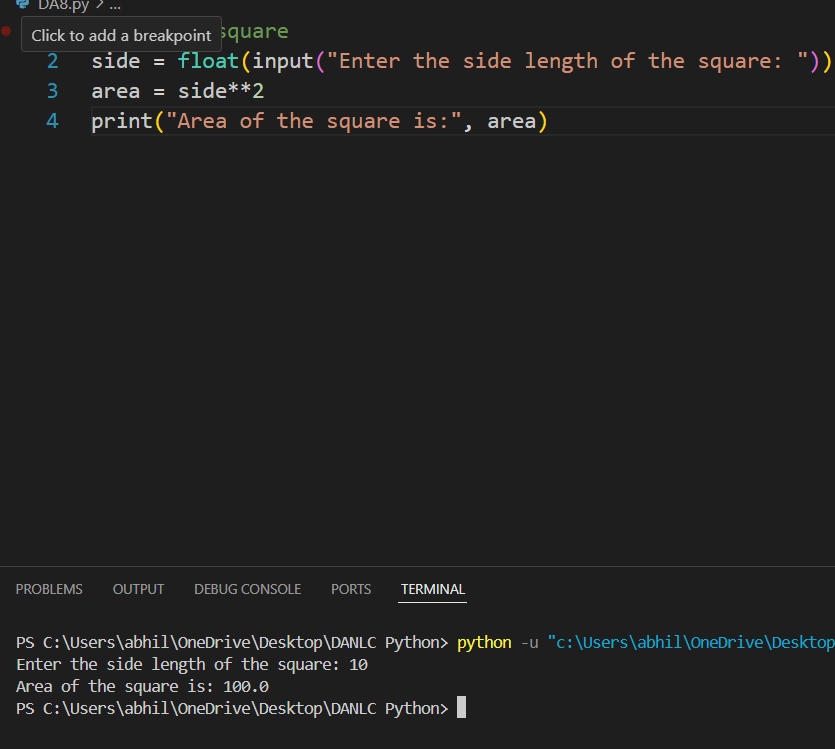 DA8.py > ...
Click to add a breakpoint square
2 side = float(input("Enter the side length of the square: "))
3 area = side**2
4 print("Area of the square is:", area)
PROBLEMS OUTPUT DEBUG CONSOLE PORTS TERMINAL
PS C:\Users\abhil\OneDrive\Desktop\DANLC Python> python -u "c:\Users\abhil\OneDrive\Desktop
Enter the side length of the square: 10
Area of the square is: 100.0
PS C:\Users\abhil\OneDrive\Desktop\DANLC Python>